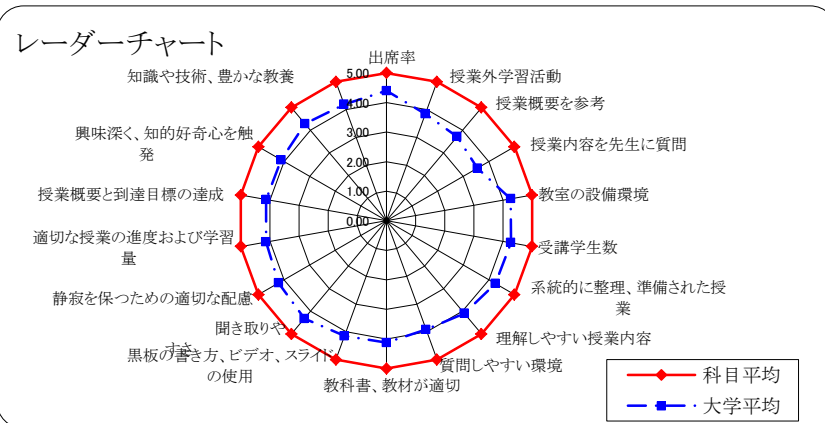 レーダーチャート
出席率
授業外学習活動
授業概要を参考
授業内容を先生に質問
教室の設備環境
受講学生数
系統的に整理、準備された授
業
理解しやすい授業内容
質問しやすい環境
教科書、教材が適切
黒板の書き方、ビデオ、スライド
の使用
聞き取りや
すさ
静寂を保つための適切な配慮
適切な授業の進度および学習
量
授業概要と到達目標の達成
興味深く、知的好奇心を触
発
知識や技術、豊かな教養
5.00
4.00
3.00
2.00
1.00
0.00
科目平均
大学平均